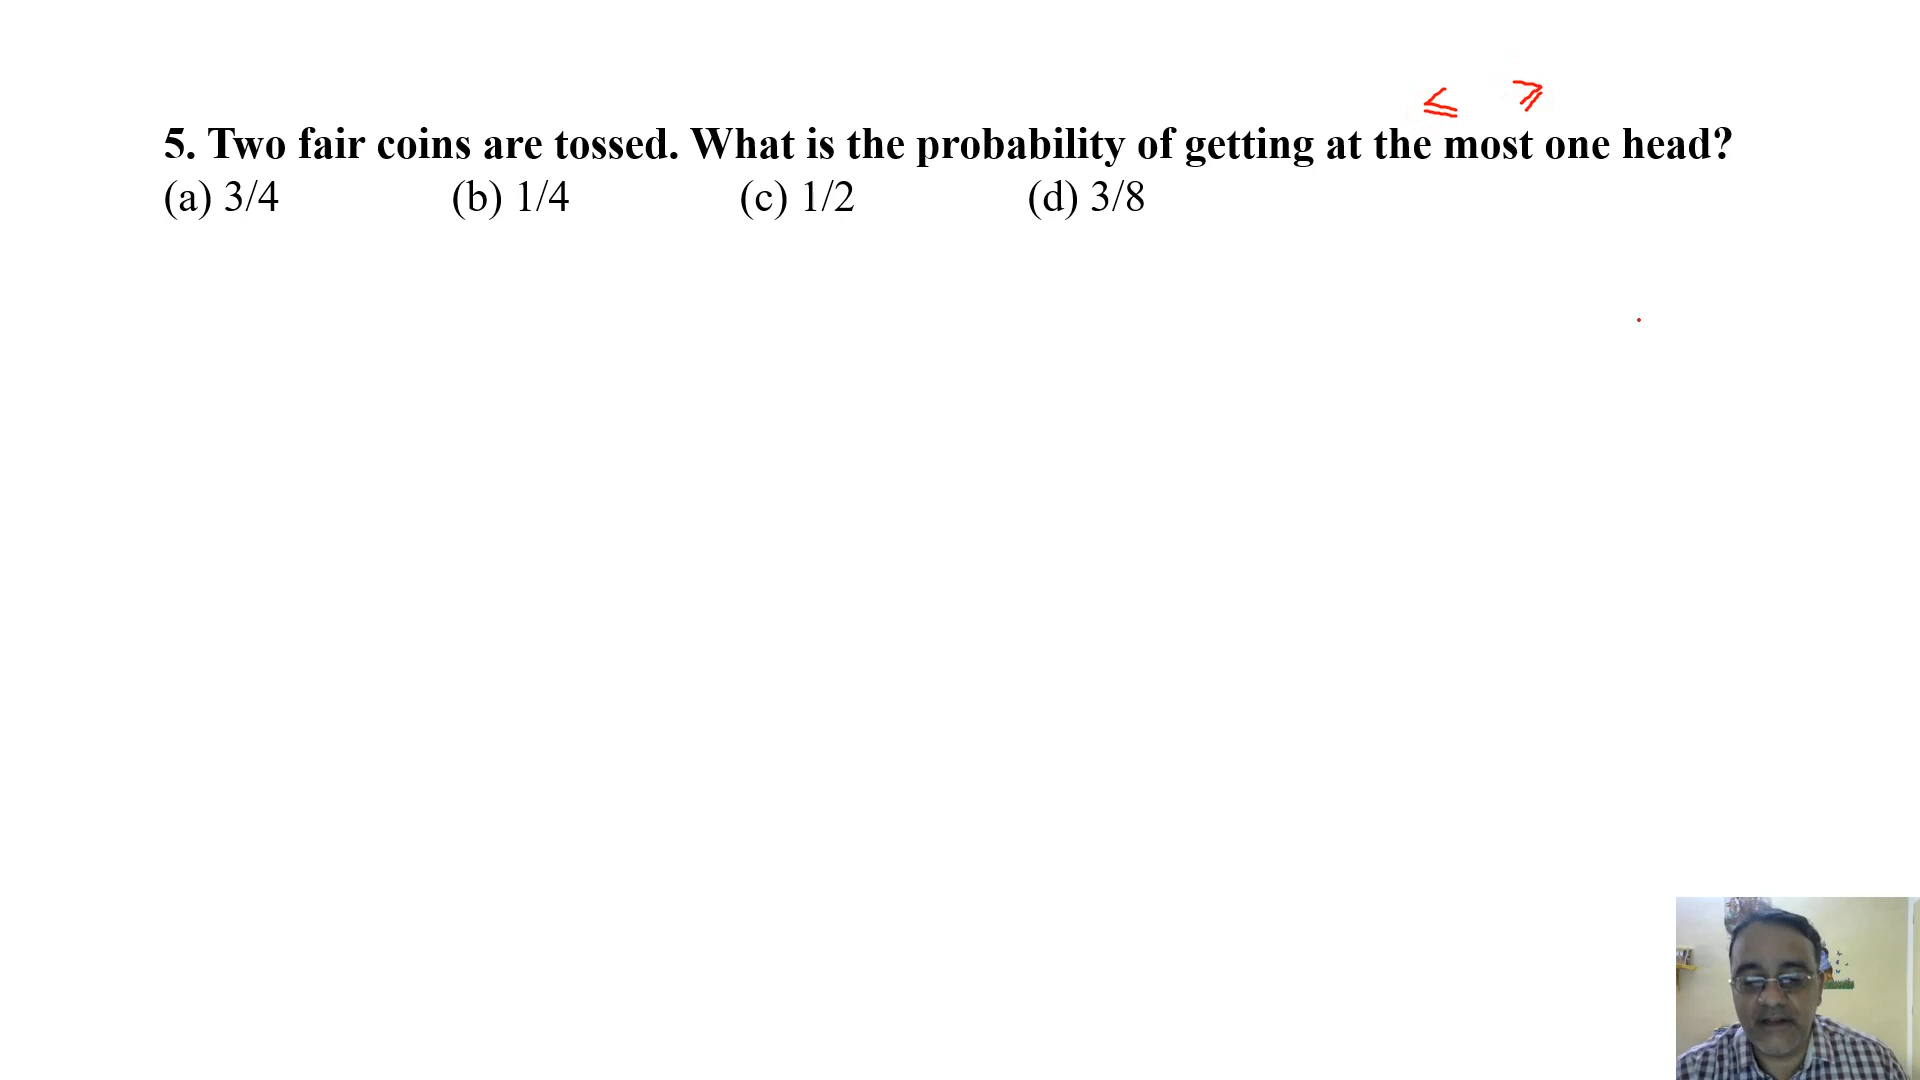 ≤ ≥
5. Two fair coins are tossed. What is the probability of getting at the most one head?
(a) 3/4 (b) 1/4 (c) 1/2 (d) 3/8